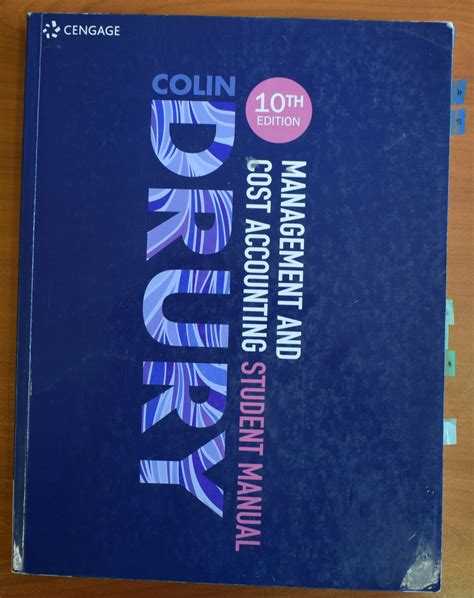 CENGAGE
COLIN
DRURY
10TH
EDITION
MANAGEMENT AND
COST ACCOUNTING STUDENT MANUAL